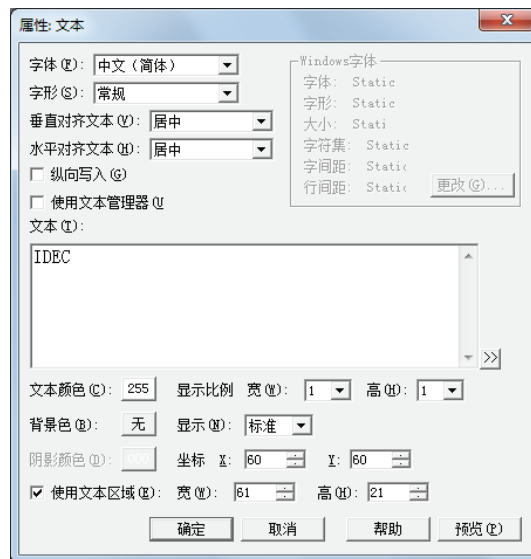 属性: 文本
字体(F): 中文（简体）
字形(S): 常规
垂直对齐文本(V): 居中
水平对齐文本(H): 居中
纵向写入(G)
使用文本管理器(U
Windows字体
字体: Static
字形: Static
大小: Stati
字符集: Static
字间距: Static
行间距: Static
更改(G)...
文本(T):
IDEC
>>
文本颜色(C): 255 显示比例 宽(W): 1 高(H): 1
背景色(B): 无 显示(N): 标准
阴影颜色(D): 000 坐标 X: 60 Y: 60
使用文本区域(E): 宽(W): 61 高(H): 21
确定 取消 帮助 预览(P)